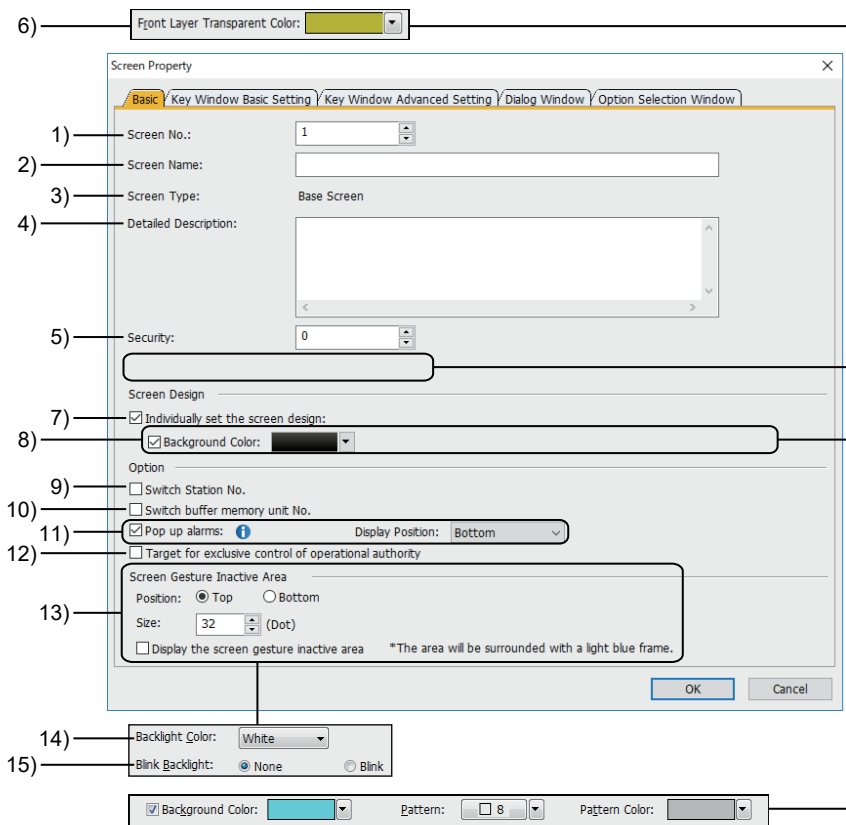 6) Front Layer Transparent Color:
Screen Property
Basic Key Window Basic Setting Key Window Advanced Setting Dialog Window Option Selection Window
1) Screen No.: 1
2) Screen Name:
3) Screen Type: Base Screen
4) Detailed Description:
5) Security: 0
Screen Design
7) Individually set the screen design:
8) Background Color:
Option
9) Switch Station No.
10) Switch buffer memory unit No.
11) Pop up alarms: Display Position: Bottom
12) Target for exclusive control of operational authority
Screen Gesture Inactive Area
Position: Top Bottom
13)
Size: 32 (Dot)
Display the screen gesture inactive area *The area will be surrounded with a light blue frame.
OK Cancel
14) Backlight Color: White
15) Blink Backlight: None Blink
Background Color: Pattern: 8 Pattern Color: